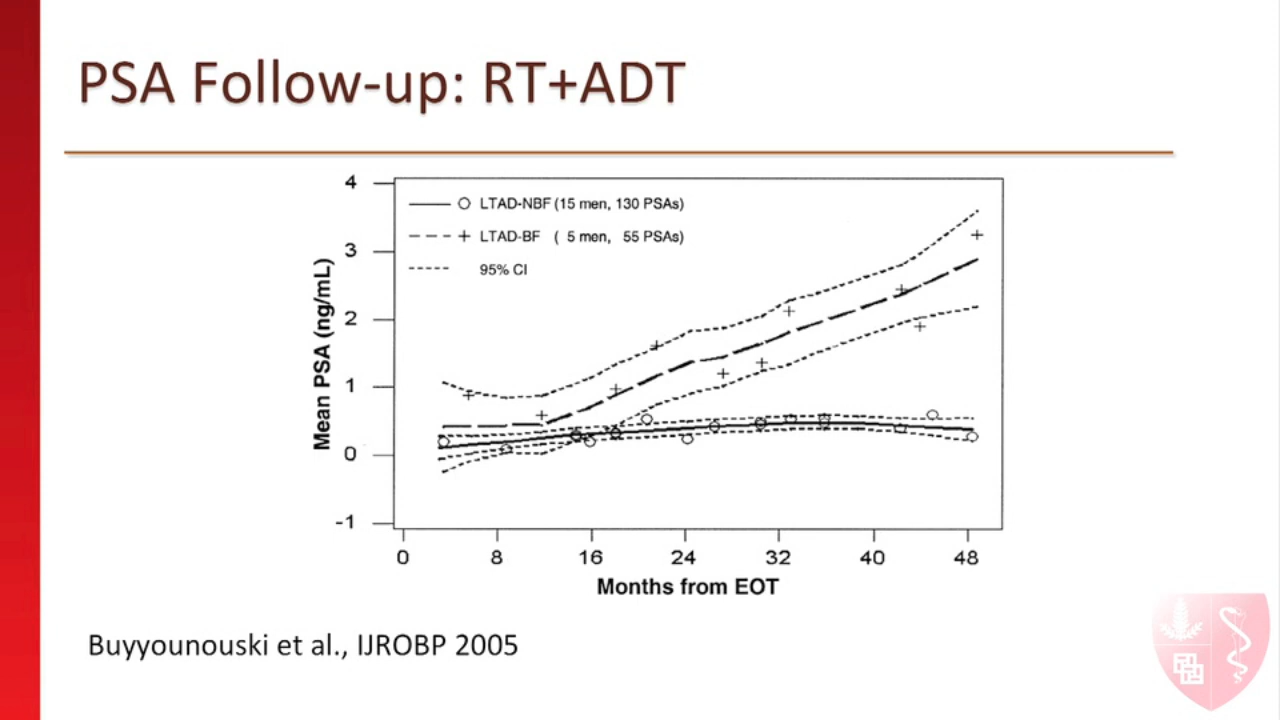 PSA Follow-up: RT+ADT
4
3
2
1
0
-1
Mean PSA (ng/mL)
LTAD-NBF (15 men, 130 PSAs)
LTAD-BF ( 5 men, 55 PSAs)
95% CI
0 8 16 24 32 40 48
Months from EOT
Buyyounouski et al., IJROBP 2005